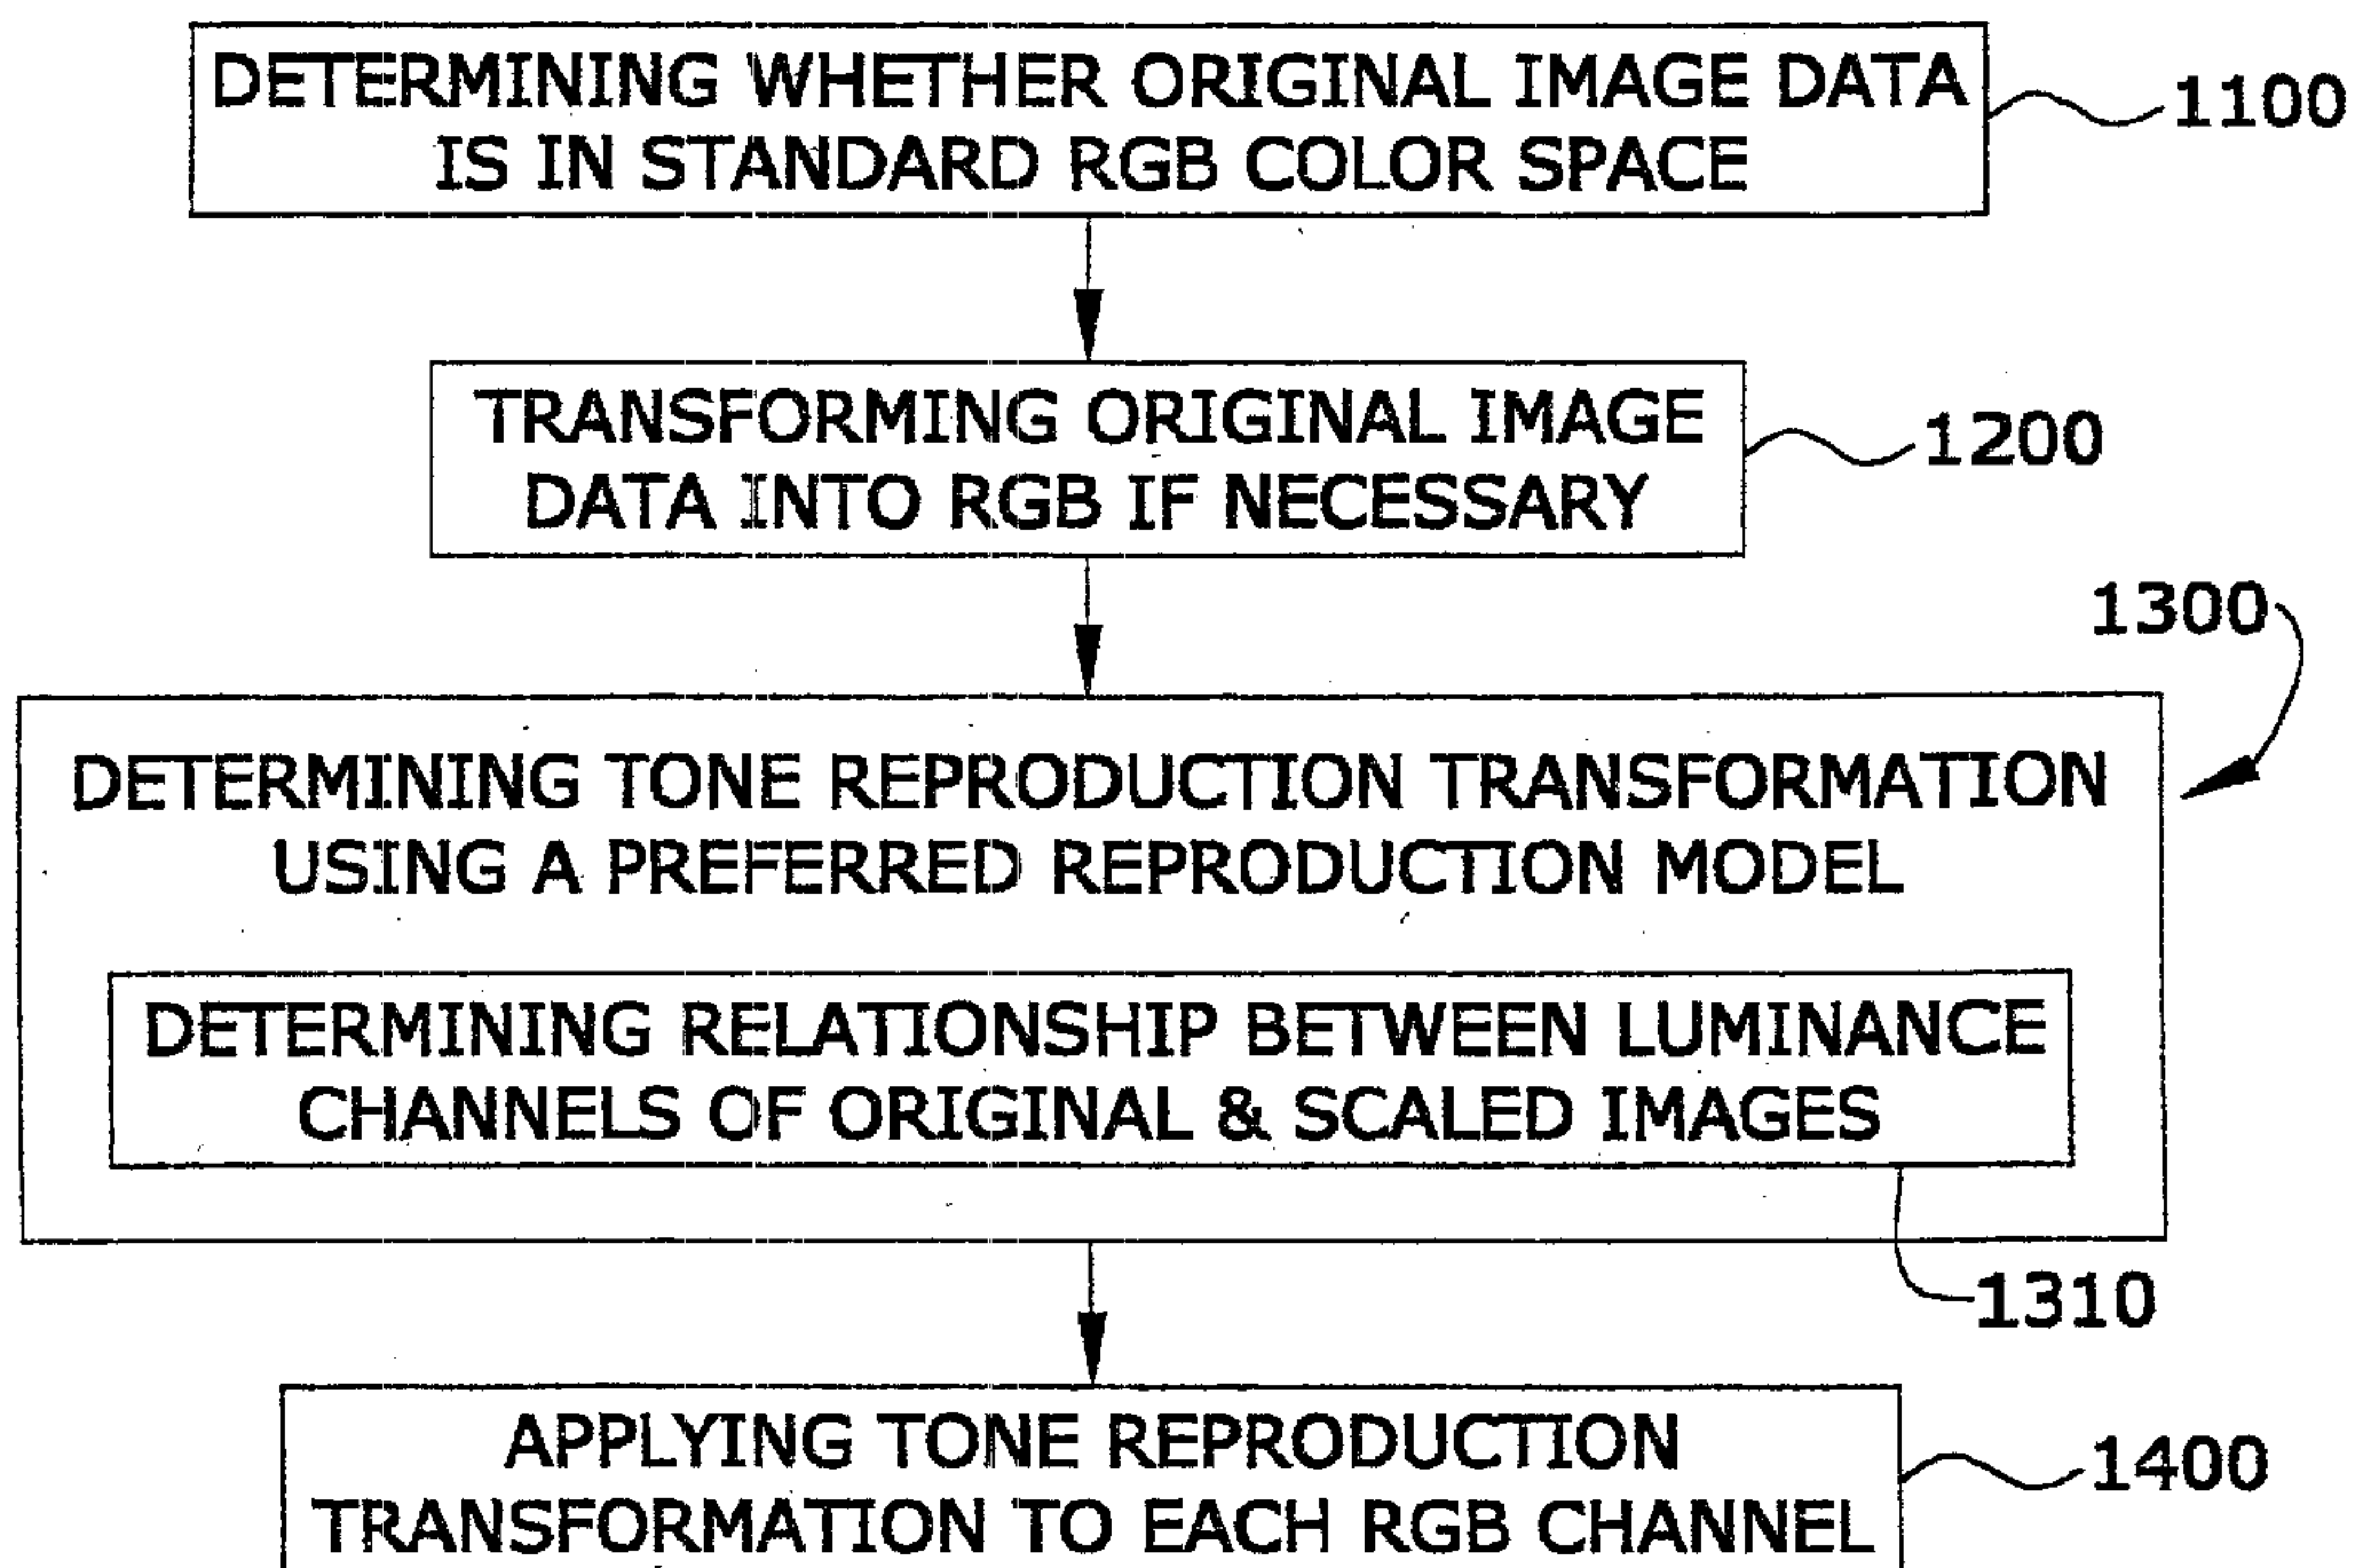 DETERMINING WHETHER ORIGINAL IMAGE DATA
IS IN STANDARD RGB COLOR SPACE
1100
TRANSFORMING ORIGINAL IMAGE
DATA INTO RGB IF NECESSARY
1200
1300
DETERMINING TONE REPRODUCTION TRANSFORMATION
USING A PREFERRED REPRODUCTION MODEL
DETERMINING RELATIONSHIP BETWEEN LUMINANCE
CHANNELS OF ORIGINAL & SCALED IMAGES
1310
APPLYING TONE REPRODUCTION
TRANSFORMATION TO EACH RGB CHANNEL
1400